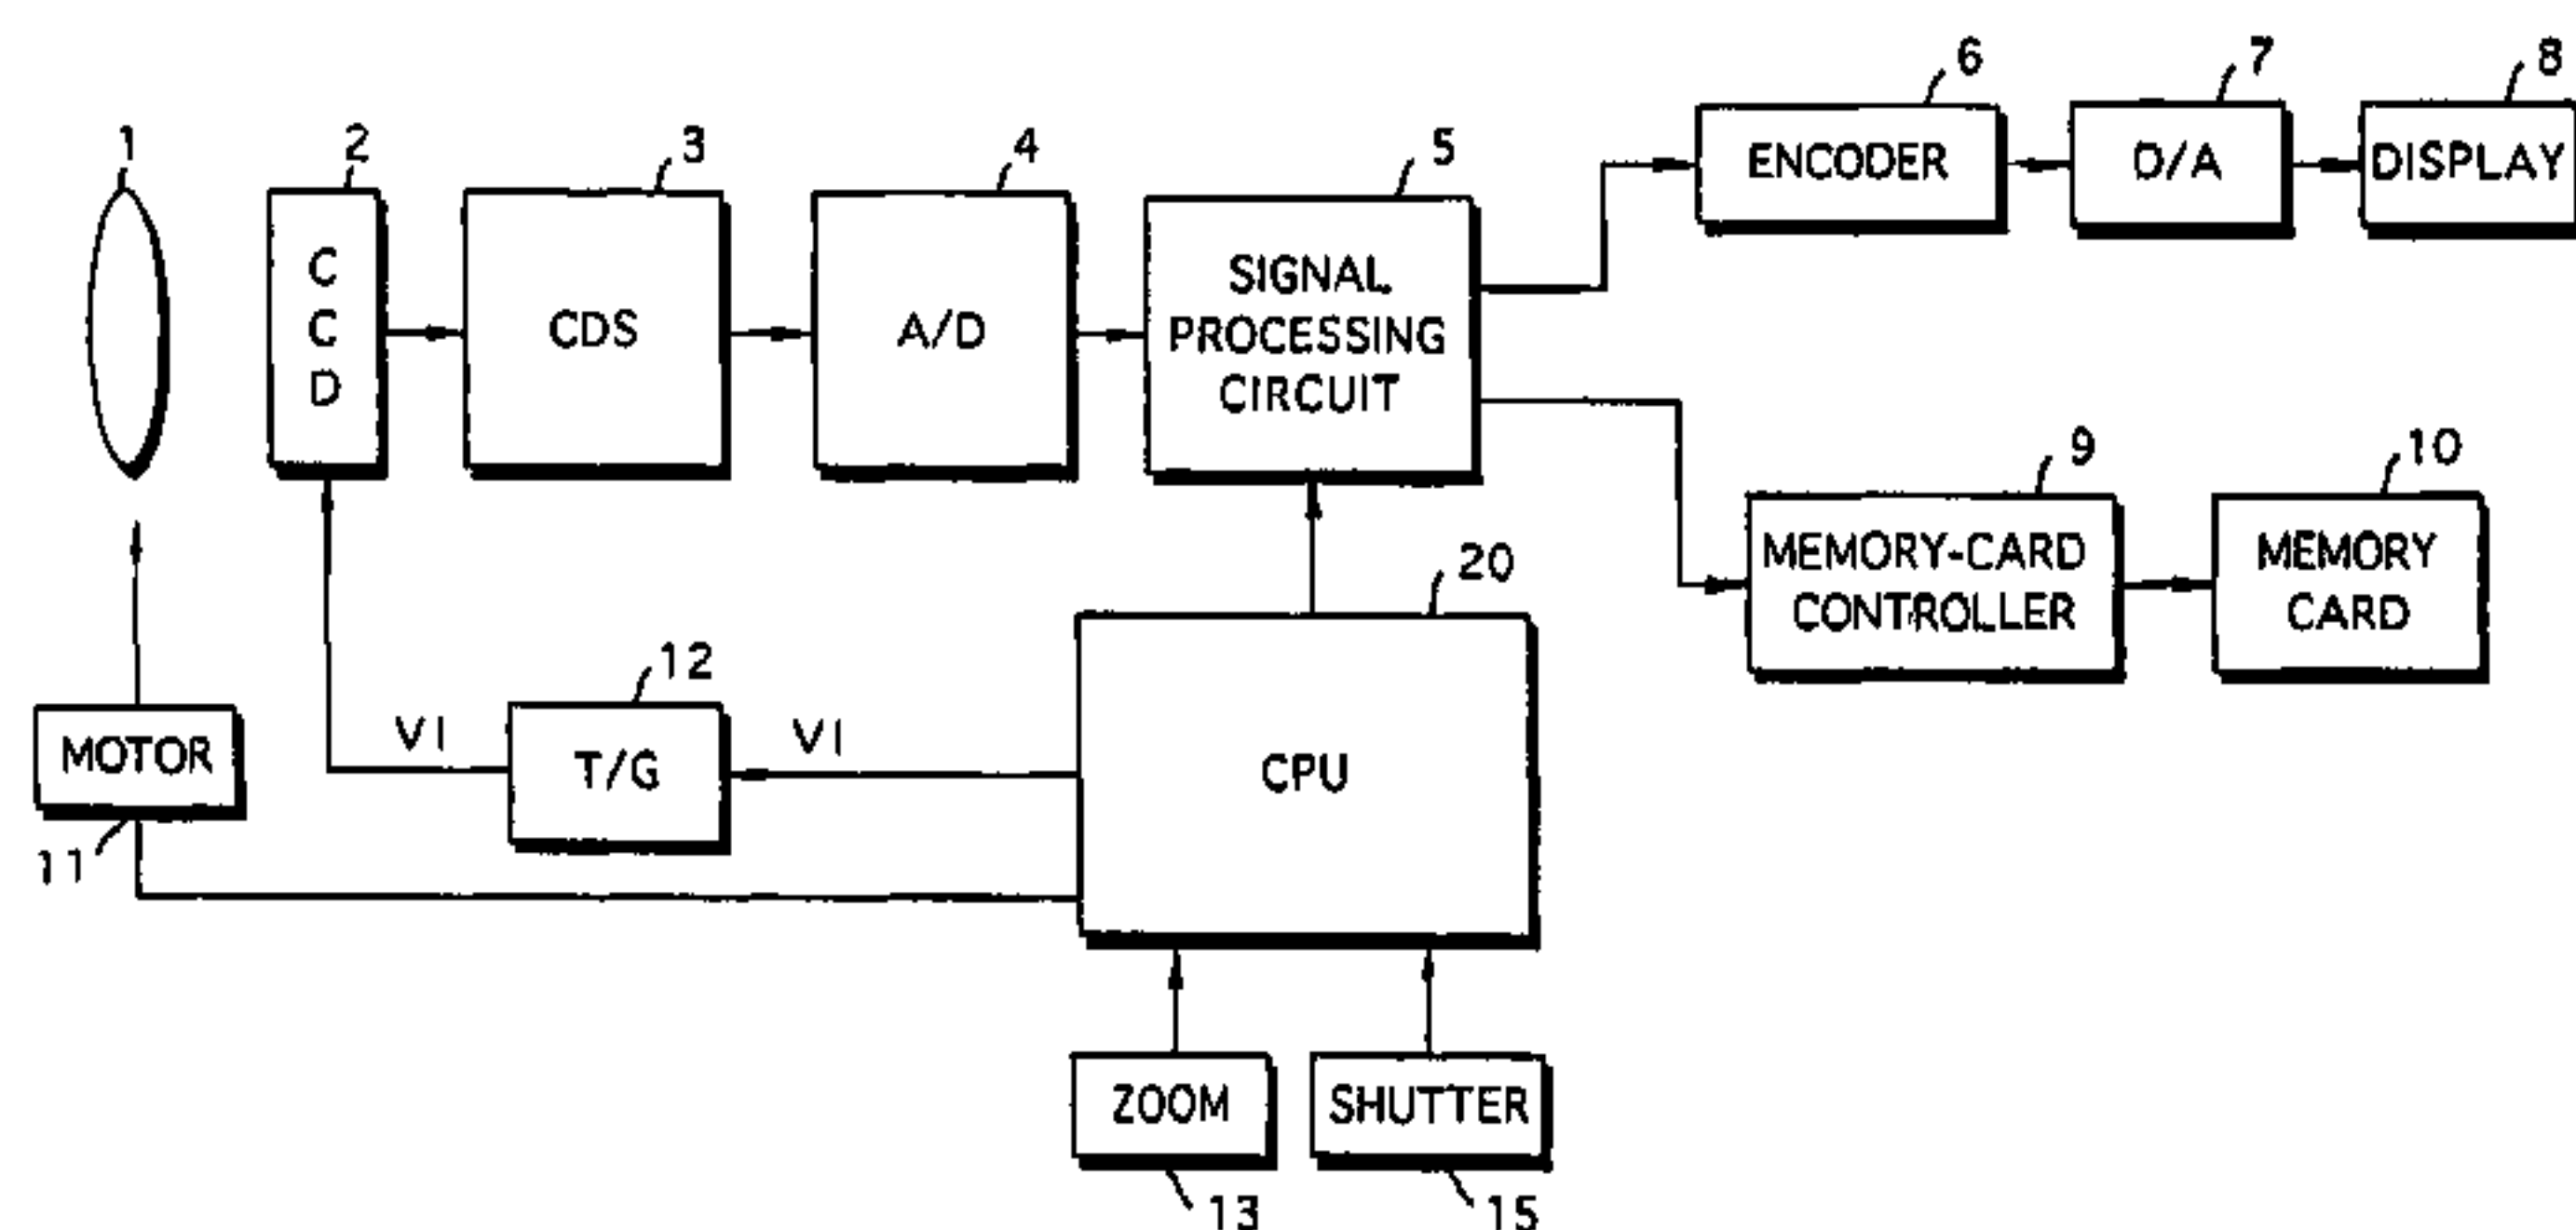 6
7
8
1
2
3
4
5
ENCODER
D/A
DISPLAY
C
C
D
CDS
A/D
SIGNAL
PROCESSING
CIRCUIT
9
10
MEMORY-CARD
CONTROLLER
MEMORY
CARD
20
12
MOTOR
VI
T/G
VI
CPU
11
ZOOM
SHUTTER
13
15